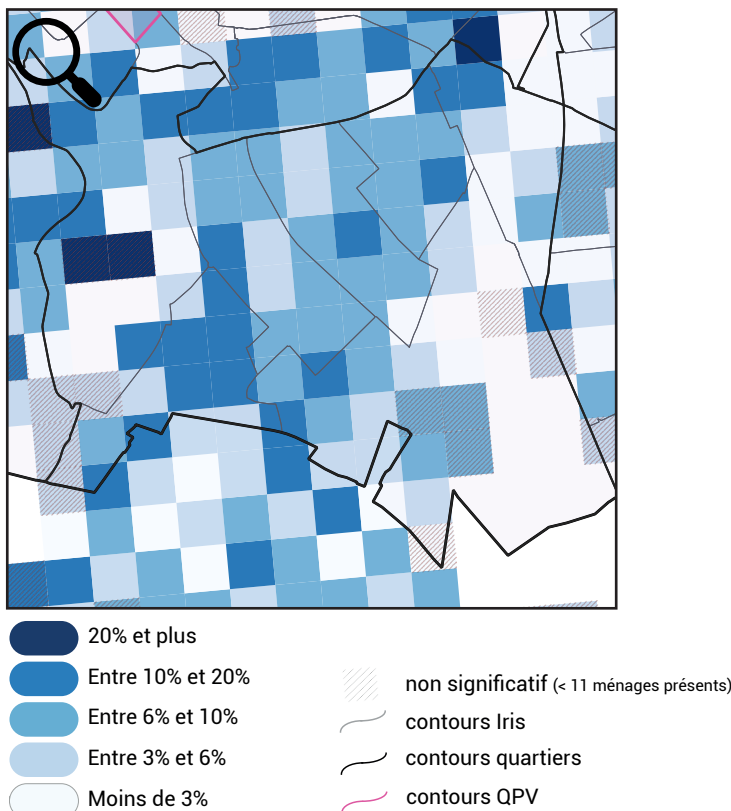 20% et plus
Entre 10% et 20%
Entre 6% et 10%
Entre 3% et 6%
Moins de 3%
non significatif (< 11 ménages présents)
contours Iris
contours quartiers
contours QPV